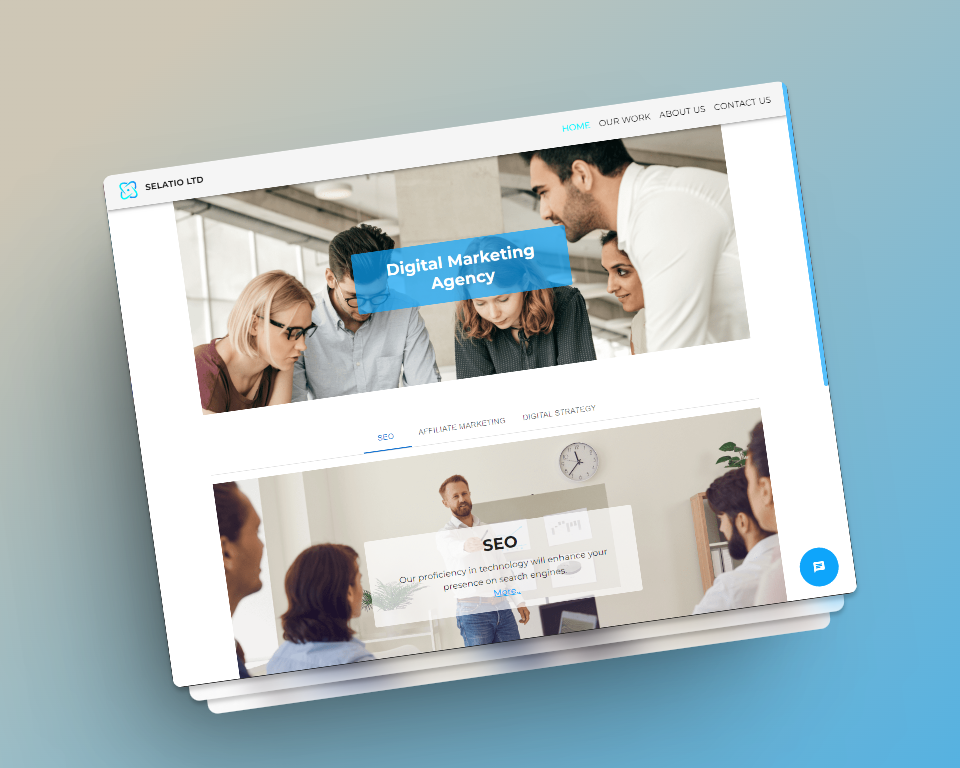 SELATIO LTD
HOME OUR WORK ABOUT US CONTACT US
Digital Marketing
Agency
SEO AFFILIATE MARKETING DIGITAL STRATEGY
SEO
Our proficiency in technology will enhance your
presence on search engines.
More..